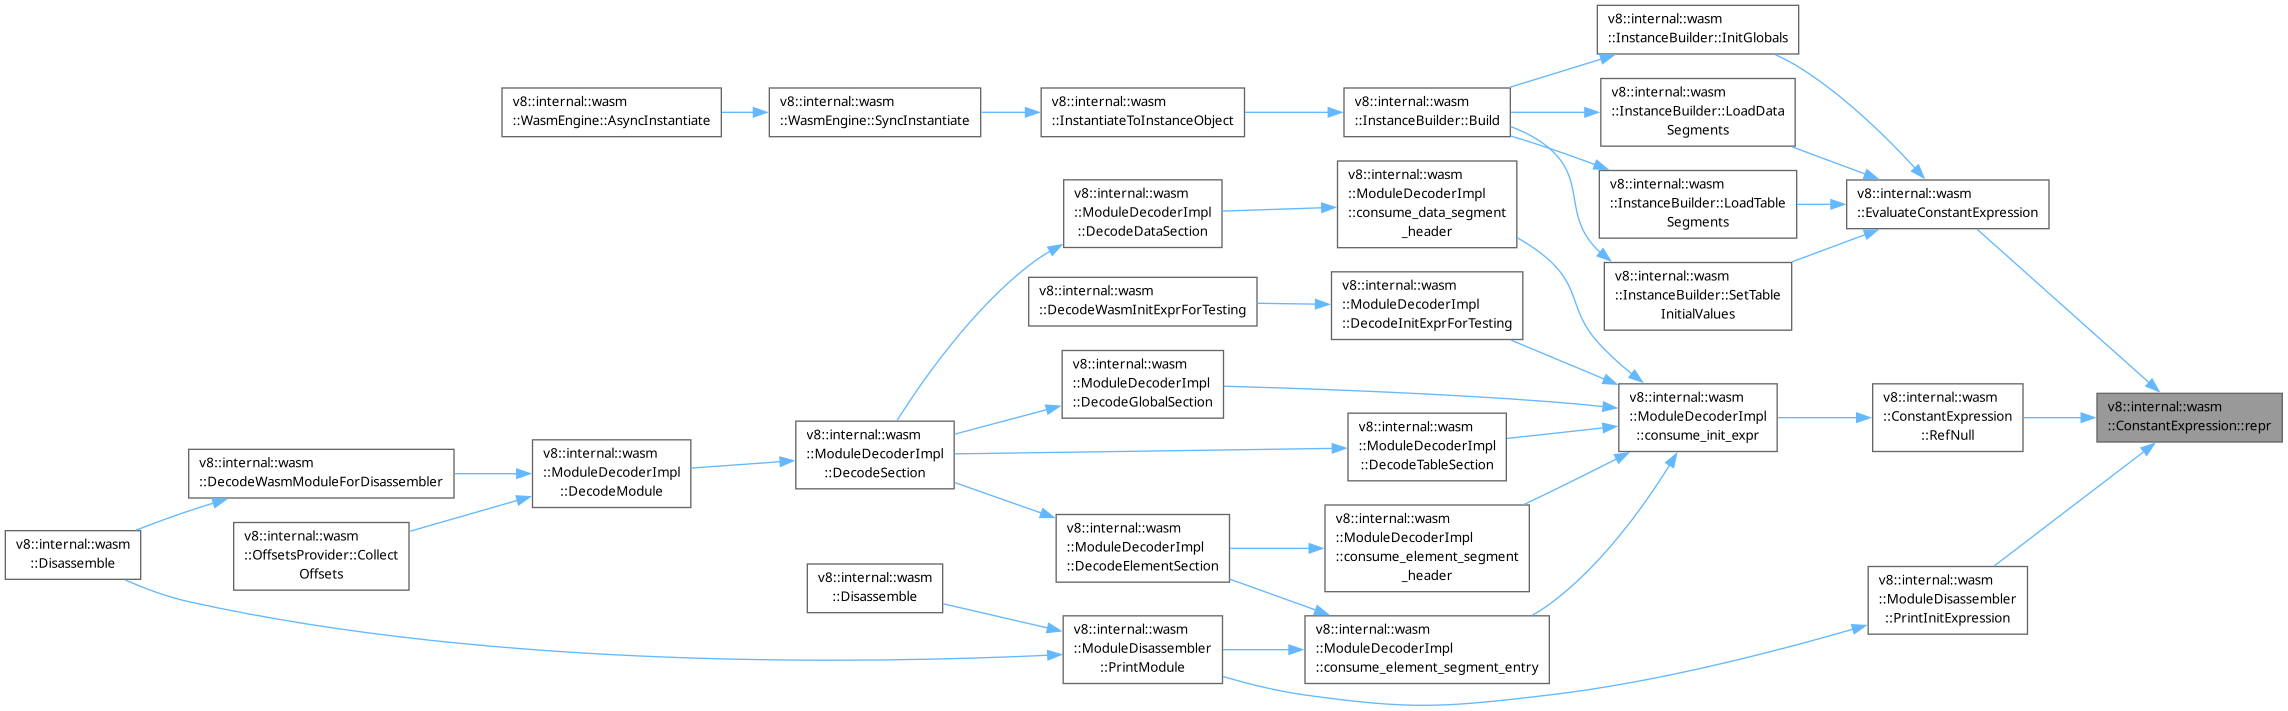 v8::internal::wasm
::InstanceBuilder::InitGlobals
v8::internal::wasm
::WasmEngine::AsyncInstantiate
v8::internal::wasm
::WasmEngine::SyncInstantiate
v8::internal::wasm
::InstantiateToInstanceObject
v8::internal::wasm
::InstanceBuilder::Build
v8::internal::wasm
::InstanceBuilder::LoadData
Segments
v8::internal::wasm
::InstanceBuilder::LoadTable
Segments
v8::internal::wasm
::EvaluateConstantExpression
v8::internal::wasm
::InstanceBuilder::SetTable
InitialValues
v8::internal::wasm
::ModuleDecoderImpl
::DecodeDataSection
v8::internal::wasm
::ModuleDecoderImpl
::consume_data_segment
_header
v8::internal::wasm
::DecodeWasmInitExprForTesting
v8::internal::wasm
::ModuleDecoderImpl
::DecodeInitExprForTesting
v8::internal::wasm
::ModuleDecoderImpl
::DecodeGlobalSection
v8::internal::wasm
::ModuleDecoderImpl
::consume_init_expr
v8::internal::wasm
::ConstantExpression
::RefNull
v8::internal::wasm
::ConstantExpression::repr
v8::internal::wasm
::ModuleDecoderImpl
::DecodeTableSection
v8::internal::wasm
::ModuleDecoderImpl
::DecodeSection
v8::internal::wasm
::ModuleDecoderImpl
::DecodeModule
v8::internal::wasm
::DecodeWasmModuleForDisassembler
v8::internal::wasm
::Disassemble
v8::internal::wasm
::OffsetsProvider::Collect
Offsets
v8::internal::wasm
::ModuleDecoderImpl
::DecodeElementSection
v8::internal::wasm
::ModuleDecoderImpl
::consume_element_segment
_header
v8::internal::wasm
::Disassemble
v8::internal::wasm
::ModuleDisassembler
::PrintModule
v8::internal::wasm
::ModuleDecoderImpl
::consume_element_segment_entry
v8::internal::wasm
::ModuleDisassembler
::PrintInitExpression